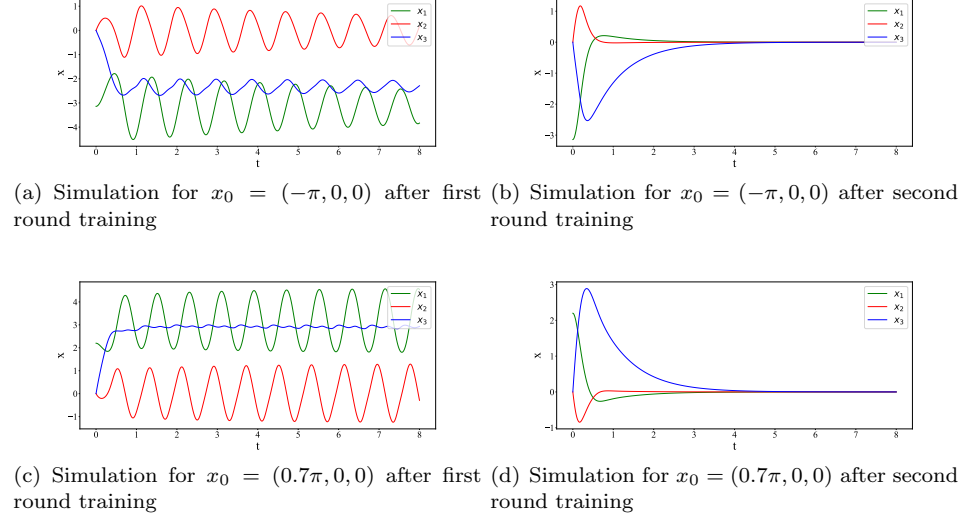 1
0
−1
−2
−3
−4
x
0 1 2 3 4 5 6 7 8
t
x1
x2
x3
(a) Simulation for x0 = (−π, 0, 0) after first
round training
1
0
−1
−2
−3
x
0 1 2 3 4 5 6 7 8
t
x1
x2
x3
(b) Simulation for x0 = (−π, 0, 0) after second
round training
4
3
2
1
0
−1
x
0 1 2 3 4 5 6 7 8
t
x1
x2
x3
(c) Simulation for x0 = (0.7π, 0, 0) after first
round training
3
2
1
0
−1
x
0 1 2 3 4 5 6 7 8
t
x1
x2
x3
(d) Simulation for x0 = (0.7π, 0, 0) after second
round training